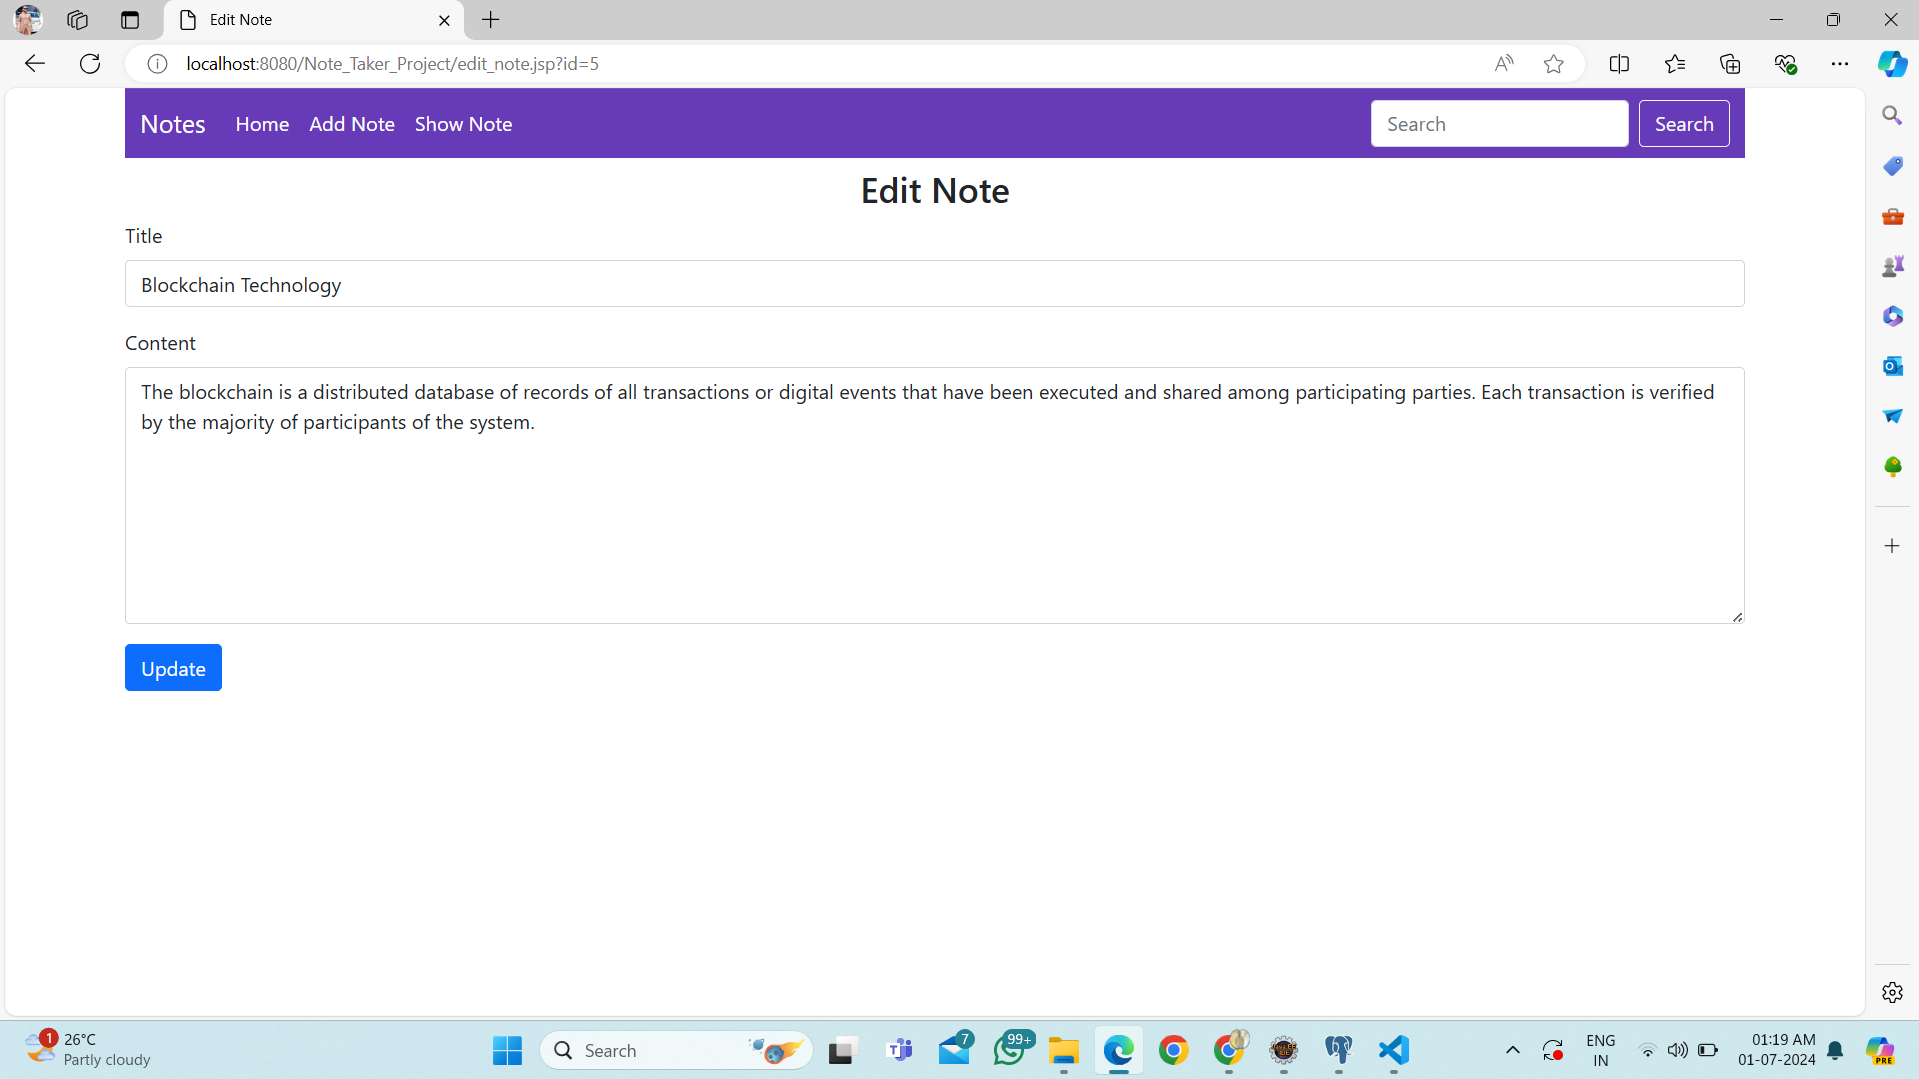 Edit Note
localhost:8080/Note_Taker_Project/edit_note.jsp?id=5
Notes Home Add Note Show Note Search Search
Edit Note
Title
Blockchain Technology
Content
The blockchain is a distributed database of records of all transactions or digital events that have been executed and shared among participating parties. Each transaction is verified
by the majority of participants of the system.
Update
1 26°C
Partly cloudy
Search
7
99+
ENG
IN
01:19 AM
01-07-2024
PRE